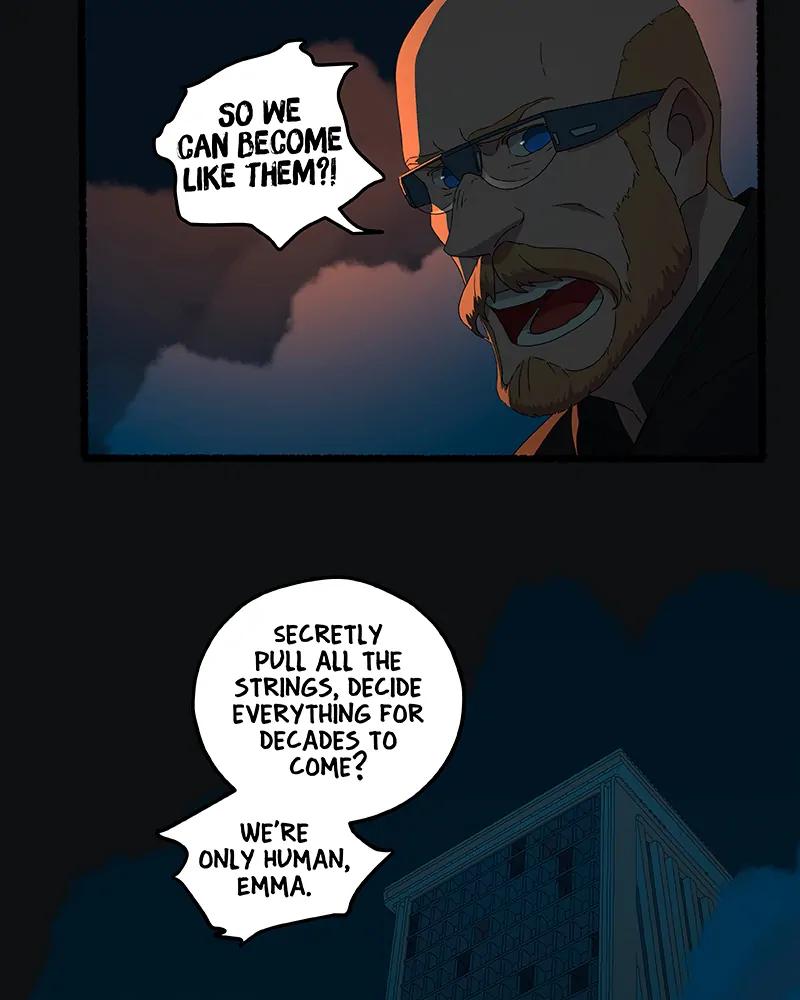 SO WE
CAN BECOME
LIKE THEM?!
SECRETLY
PULL ALL THE
STRINGS, DECIDE
EVERYTHING FOR
DECADES TO
COME?
WE'RE
ONLY HUMAN,
EMMA.